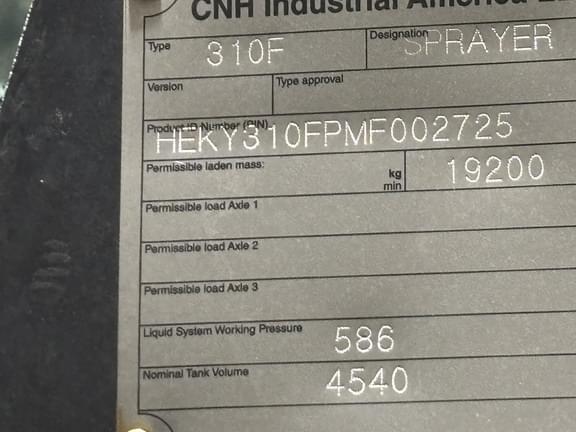 CNH Industrial America
Type 310F Designation SPRAYER
Version Type approval
Product ID Number (PIN)
HEKY310FPMF002725
Permissible laden mass: kg min 19200
Permissible load Axle 1
Permissible load Axle 2
Permissible load Axle 3
Liquid System Working Pressure 586
Nominal Tank Volume 4540